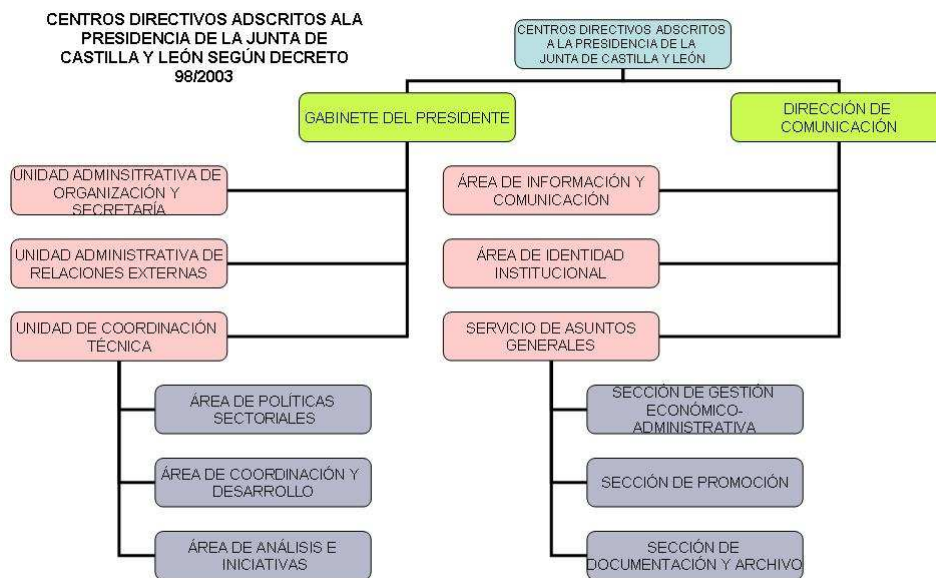 CENTROS DIRECTIVOS ADSCRITOS ALA
PRESIDENCIA DE LA JUNTA DE
CASTILLA Y LEÓN SEGÚN DECRETO
98/2003
CENTROS DIRECTIVOS ADSCRITOS
A LA PRESIDENCIA DE LA
JUNTA DE CASTILLA Y LEÓN
GABINETE DEL PRESIDENTE
DIRECCIÓN DE
COMUNICACIÓN
UNIDAD ADMINSITRATIVA DE
ORGANIZACIÓN Y
SECRETARÍA
UNIDAD ADMINISTRATIVA DE
RELACIONES EXTERNAS
UNIDAD DE COORDINACIÓN
TÉCNICA
ÁREA DE POLÍTICAS
SECTORIALES
ÁREA DE COORDINACIÓN Y
DESARROLLO
ÁREA DE ANÁLISIS E
INICIATIVAS
ÁREA DE INFORMACIÓN Y
COMUNICACIÓN
ÁREA DE IDENTIDAD
INSTITUCIONAL
SERVICIO DE ASUNTOS
GENERALES
SECCIÓN DE GESTIÓN
ECONÓMICO-
ADMINISTRATIVA
SECCIÓN DE PROMOCIÓN
SECCIÓN DE
DOCUMENTACIÓN Y ARCHIVO